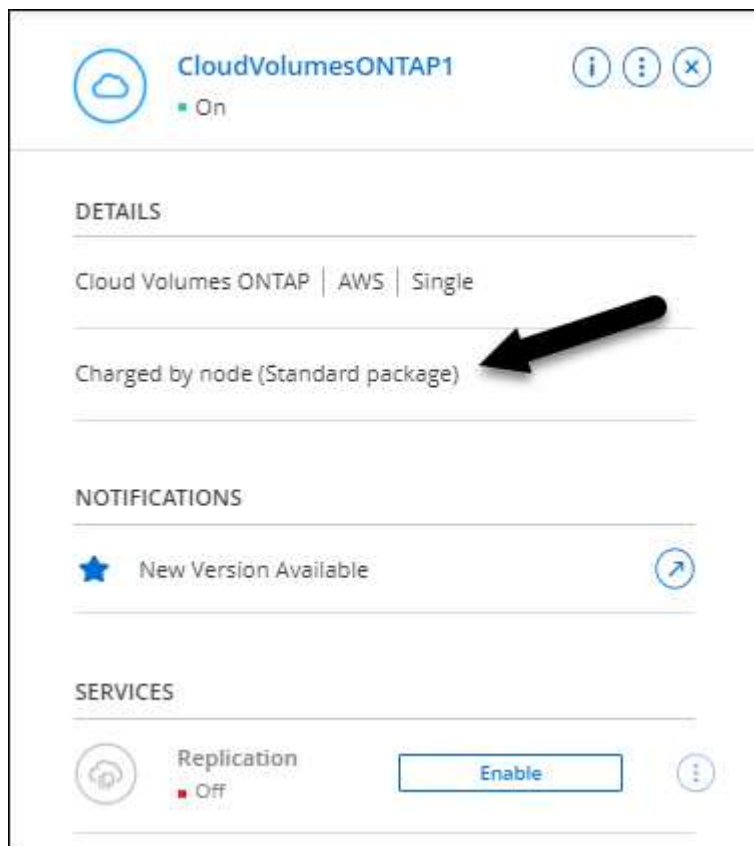 CloudVolumesONTAP1
On
DETAILS
Cloud Volumes ONTAP | AWS | Single
Charged by node (Standard package)
NOTIFICATIONS
New Version Available
SERVICES
Replication
Enable
Off